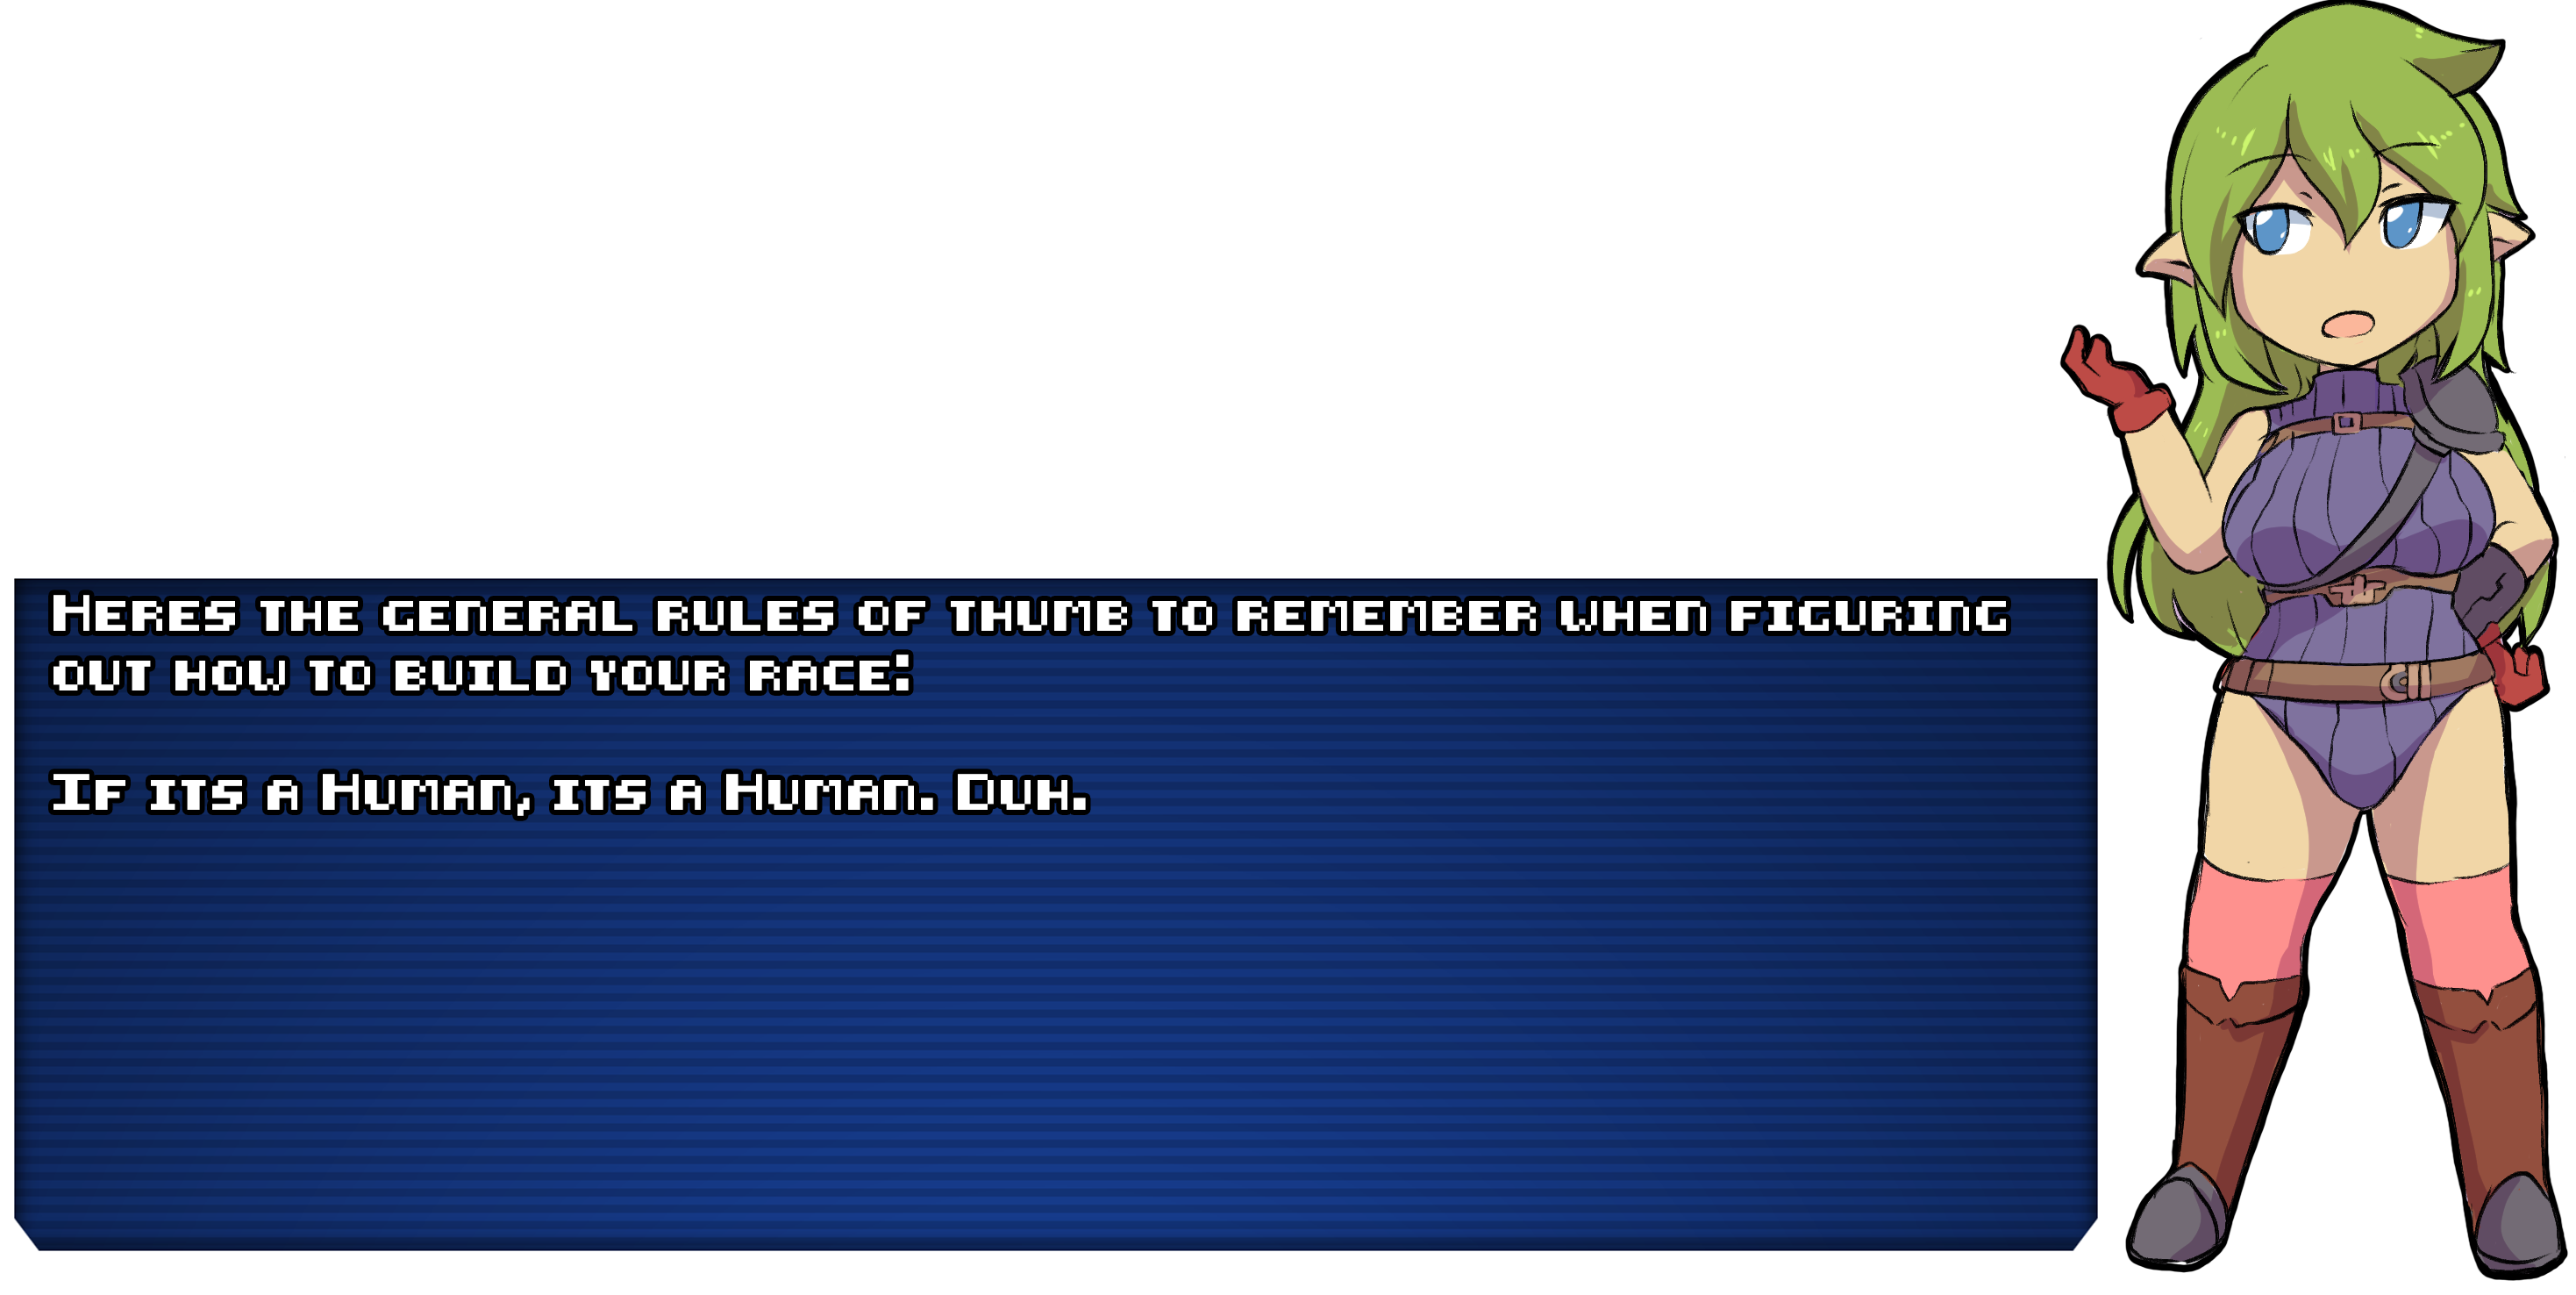 Heres the general rules of thumb to remember when figuring
out how to build your race:
If its a Human, its a Human. Duh.